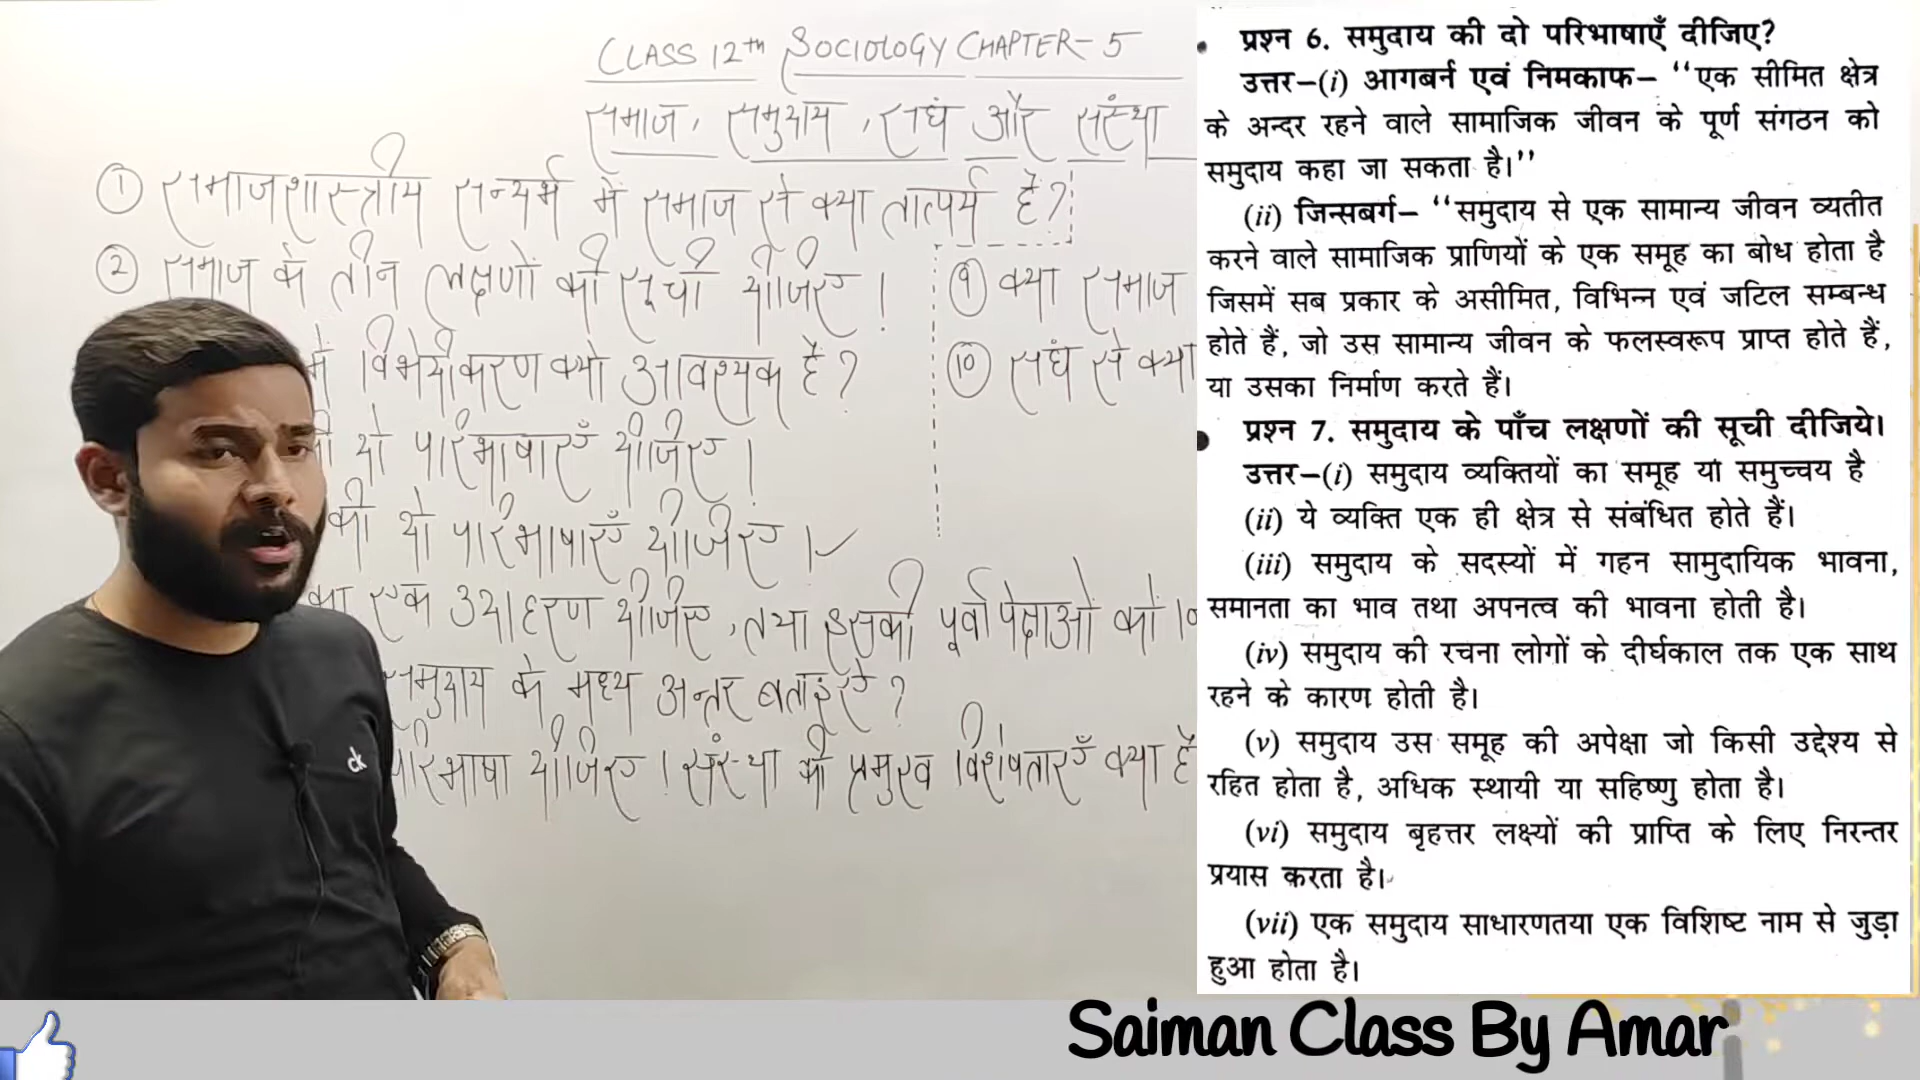 CLASS 12th SOCIOLOGY CHAPTER-5
समाज, समुदाय, संघ और संस्था
① समाजशास्त्रीय सन्दर्भ में समाज से क्या तात्पर्य है?
② समाज के तीन लक्षणों की सूची दीजिए।
में विभेदीकरण क्यों आवश्यक है?
दो परिभाषाएँ दीजिए।
की दो परिभाषाएँ दीजिए।✓
का एक उदाहरण दीजिए, तथा इसकी पूर्वापेक्षाओं को
समुदाय के मध्य अन्तर बताइए?
परिभाषा दीजिए। संस्था की प्रमुख विशेषताएँ क्या है
⑨ क्या समाज
⑩ संघ से क्या
प्रश्न 6. समुदाय की दो परिभाषाएँ दीजिए?
उत्तर–(i) आगबर्न एवं निमकाफ– ‘‘एक सीमित क्षेत्र
के अन्दर रहने वाले सामाजिक जीवन के पूर्ण संगठन को
समुदाय कहा जा सकता है।’’
(ii) जिन्सबर्ग– ‘‘समुदाय से एक सामान्य जीवन व्यतीत
करने वाले सामाजिक प्राणियों के एक समूह का बोध होता है
जिसमें सब प्रकार के असीमित, विभिन्न एवं जटिल सम्बन्ध
होते हैं, जो उस सामान्य जीवन के फलस्वरूप प्राप्त होते हैं,
या उसका निर्माण करते हैं।
प्रश्न 7. समुदाय के पाँच लक्षणों की सूची दीजिये।
उत्तर–(i) समुदाय व्यक्तियों का समूह या समुच्चय है
(ii) ये व्यक्ति एक ही क्षेत्र से संबंधित होते हैं।
(iii) समुदाय के सदस्यों में गहन सामुदायिक भावना,
समानता का भाव तथा अपनत्व की भावना होती है।
(iv) समुदाय की रचना लोगों के दीर्घकाल तक एक साथ
रहने के कारण होती है।
(v) समुदाय उस समूह की अपेक्षा जो किसी उद्देश्य से
रहित होता है, अधिक स्थायी या सहिष्णु होता है।
(vi) समुदाय बृहत्तर लक्ष्यों की प्राप्ति के लिए निरन्तर
प्रयास करता है।
(vii) एक समुदाय साधारणतया एक विशिष्ट नाम से जुड़ा
हुआ होता है।
ck
Saiman Class By Amar